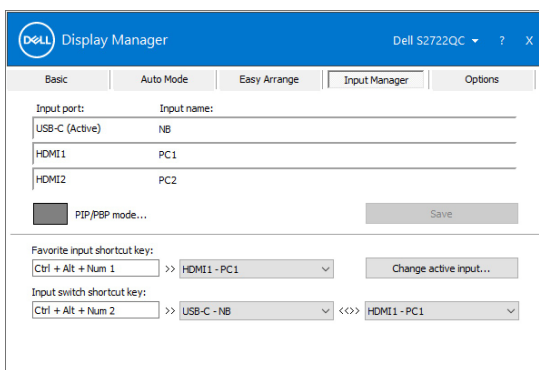 DELL Display Manager Dell S2722QC ? X
Basic Auto Mode Easy Arrange Input Manager Options
Input port: Input name:
USB-C (Active) NB
HDMI1 PC1
HDMI2 PC2
PIP/PBP mode... Save
Favorite input shortcut key:
Ctrl + Alt + Num 1 >> HDMI1 - PC1 Change active input...
Input switch shortcut key:
Ctrl + Alt + Num 2 >> USB-C - NB <<>> HDMI1 - PC1